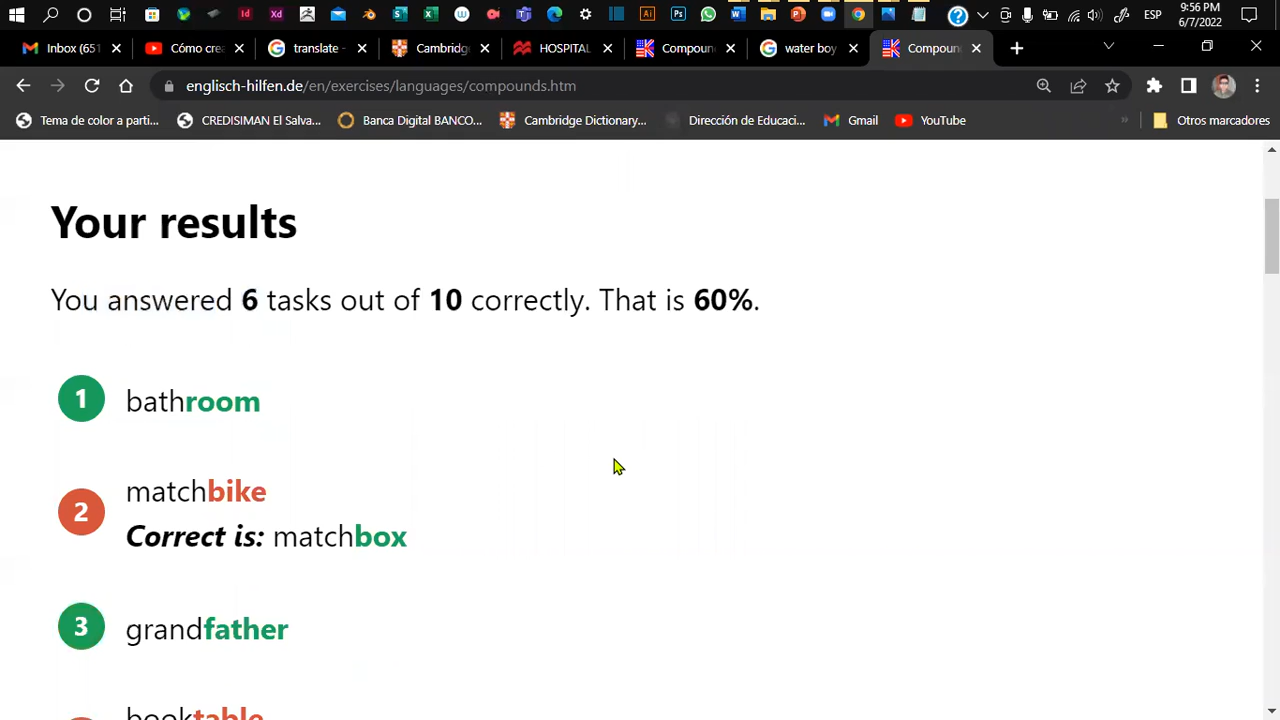 9:56 PM
ESP
6/7/2022
Inbox (651
Cómo crea
translate -
Cambridg
HOSPITAL
Compoun
water boy
Compoun
englisch-hilfen.de/en/exercises/languages/compounds.htm
Tema de color a parti...
CREDISIMAN El Salva...
Banca Digital BANCO...
Cambridge Dictionary...
Dirección de Educaci...
Gmail
YouTube
»
Otros marcadores
Your results
You answered 6 tasks out of 10 correctly. That is 60%.
1 bathroom
matchbike
2
Correct is: matchbox
3 grandfather
booktable